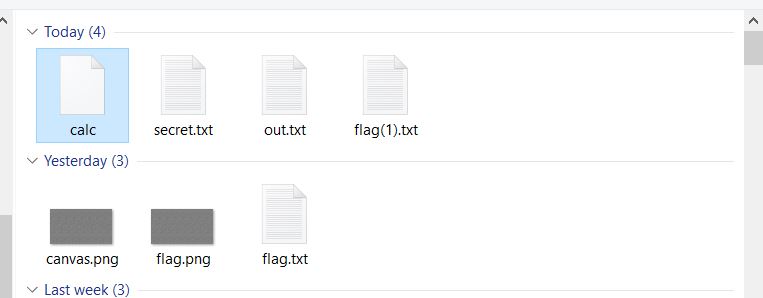 Today (4)
calc secret.txt out.txt flag(1).txt
Yesterday (3)
canvas.png flag.png flag.txt
Last week (3)